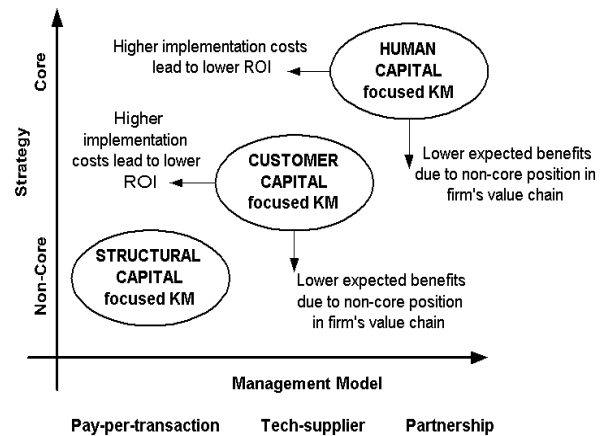 Higher implementation costs
lead to lower ROI
HUMAN
CAPITAL
focused KM
Core
Higher
implementation
costs lead to lower
ROI
CUSTOMER
CAPITAL
focused KM
Lower expected benefits
due to non-core position in
firm's value chain
Strategy
STRUCTURAL
CAPITAL
focused KM
Non-Core
Lower expected benefits
due to non-core position
in firm's value chain
Management Model
Pay-per-transaction
Tech-supplier
Partnership